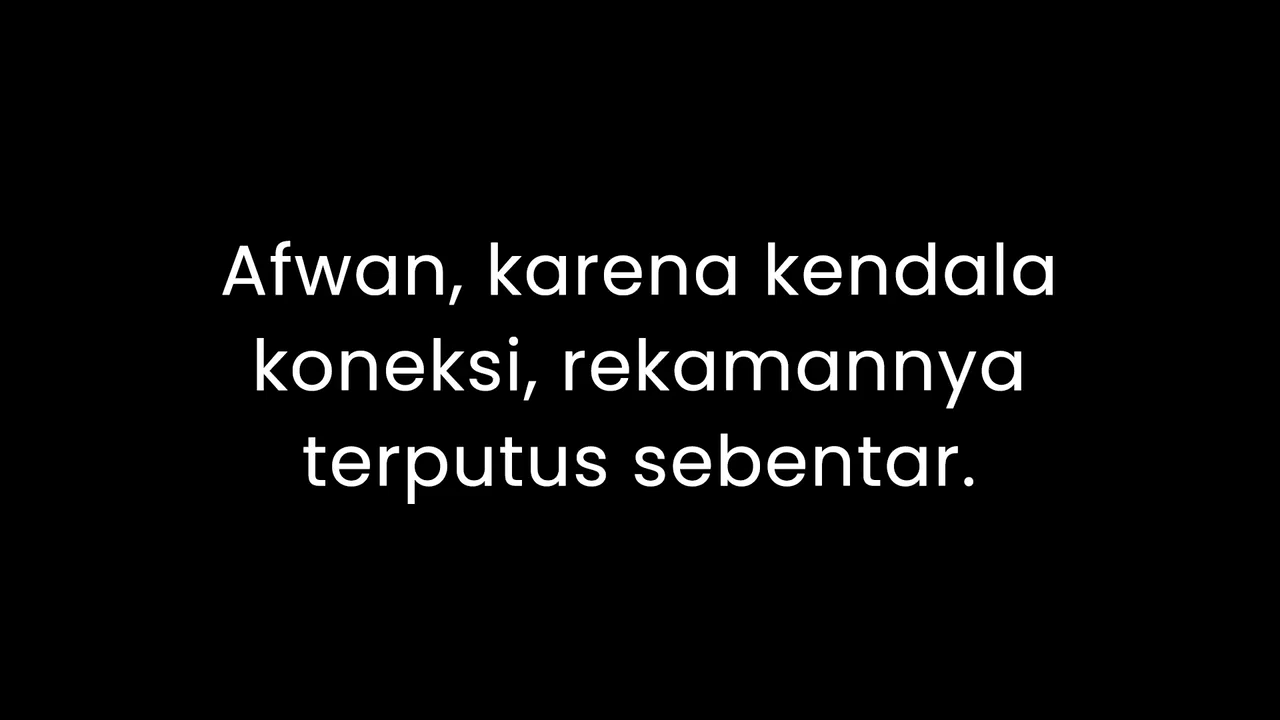 Afwan, karena kendala
koneksi, rekamannya
terputus sebentar.